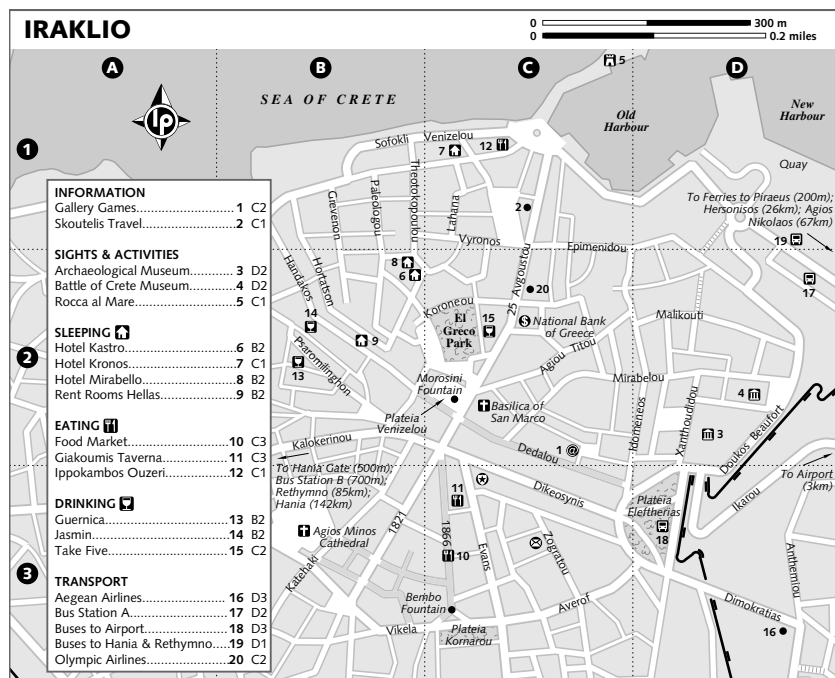 IRAKLIO
0 300 m
0 0.2 miles
A
B
C
D
1
2
3
lp
SEA OF CRETE
5
Old
Harbour
New
Harbour
Quay
Sofokli Venizelou
7
12
To Ferries to Piraeus (200m);
Hersonisos (26km); Agios
Nikolaos (67km)
19
17
INFORMATION
Gallery Games 1 C2
Skoutelis Travel 2 C1
SIGHTS & ACTIVITIES
Archaeological Museum 3 D2
Battle of Crete Museum 4 D2
Rocca al Mare 5 C1
SLEEPING
Hotel Kastro 6 B2
Hotel Kronos 7 C1
Hotel Mirabello 8 B2
Rent Rooms Hellas 9 B2
EATING
Food Market 10 C3
Giakoumis Taverna 11 C3
Ippokambos Ouzeri 12 C1
DRINKING
Guernica 13 B2
Jasmin 14 B2
Take Five 15 C2
TRANSPORT
Aegean Airlines 16 D3
Bus Station A 17 D2
Buses to Airport 18 D3
Buses to Hania & Rethymno 19 D1
Olympic Airlines 20 C2
Grevenon
Paleologou
Theotokopoulou
Lahana
2
Vyronos
Epimenidou
Handakos
Hortatson
8
6
25 Avgoustou
20
Koroneou
14
El
Greco
Park
15
National Bank
of Greece
Malikouti
9
Psaromilinghon
13
Agiou Titou
Mirabelou
Morosini
Fountain
Plateia
Venizelou
Basilica of
San Marco
Idomeneos
Xanthoudidou
4
3
Doukos Beaufort
Kalokerinou
Dedalou
1 @
To Hania Gate (500m);
Bus Station B (700m);
Rethymno (85km);
Hania (142km)
To Airport
(3km)
11
Dikeosynis
Plateia
Eleftherias
Ikarou
18
1821
1866
Agios Minos
Cathedral
10
Evans
Zografou
Anthemiou
Katehaki
Bembo
Fountain
Averof
Dimokratias
16
Vikela
Plateia
Kornarou